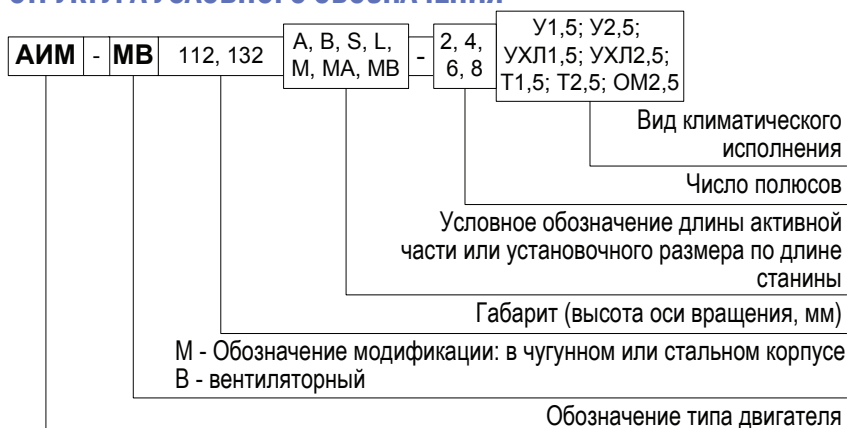 АИМ - МВ 112, 132 A, B, S, L, M, MA, MB - 2, 4, 6, 8 У1,5; У2,5; УХЛ1,5; УХЛ2,5; Т1,5; Т2,5; ОМ2,5
Вид климатического
исполнения
Число полюсов
Условное обозначение длины активной
части или установочного размера по длине
станины
Габарит (высота оси вращения, мм)
М - Обозначение модификации: в чугунном или стальном корпусе
В - вентиляторный
Обозначение типа двигателя